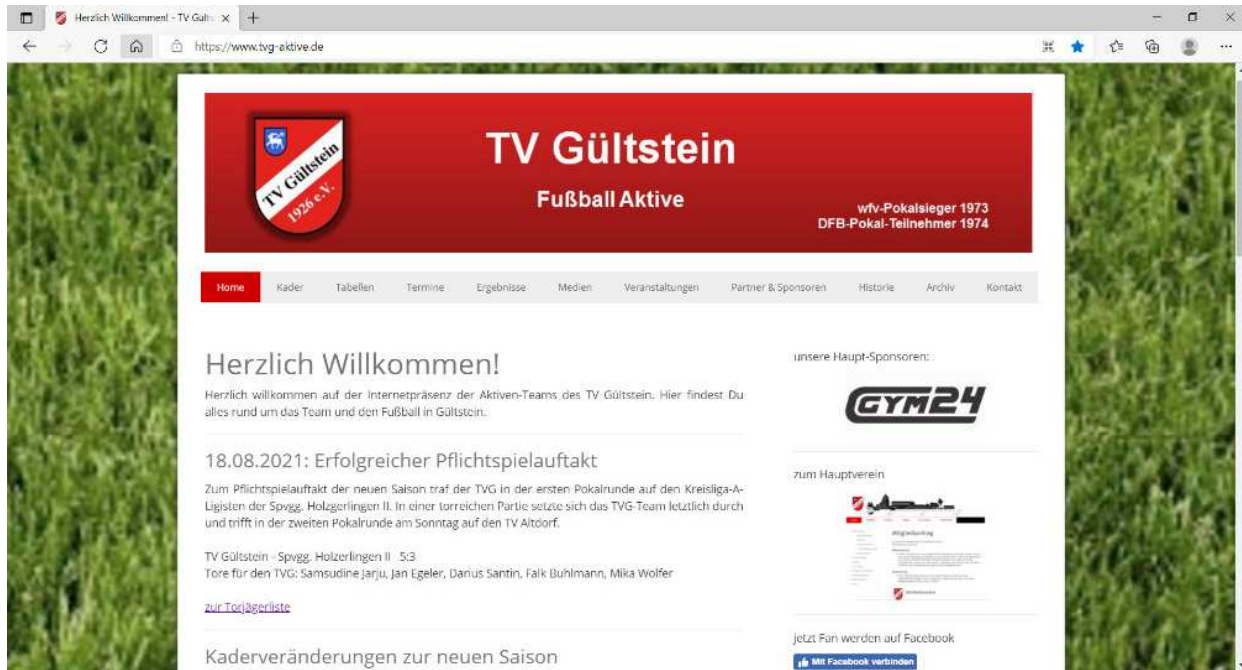 Herzlich Willkommen! - TV Gülts
https://www.tvg-aktive.de
TV Gültstein
1926 e.V.
TV Gültstein
Fußball Aktive
wfv-Pokalsieger 1973
DFB-Pokal-Teilnehmer 1974
Home Kader Tabellen Termine Ergebnisse Medien Veranstaltungen Partner & Sponsoren Historie Archiv Kontakt
Herzlich Willkommen!
Herzlich willkommen auf der Internetpräsenz der Aktiven-Teams des TV Gültstein. Hier findest Du
alles rund um das Team und den Fußball in Gültstein.
18.08.2021: Erfolgreicher Pflichtspielauftakt
Zum Pflichtspielauftakt der neuen Saison traf der TVG in der ersten Pokalrunde auf den Kreisliga-A-
Ligisten der Spvgg. Holzgerlingen II. In einer torreichen Partie setzte sich das TVG-Team letztlich durch
und trifft in der zweiten Pokalrunde am Sonntag auf den TV Altdorf.
TV Gültstein - Spvgg. Holzerlingen II 5:3
Tore für den TVG: Samsudine Jarju, Jan Egeler, Darius Santin, Falk Buhlmann, Mika Wolfer
zur Torjägerliste
Kaderveränderungen zur neuen Saison
unsere Haupt-Sponsoren:
GYM24
zum Hauptverein
Mitgliedsantrag
jetzt Fan werden auf Facebook
Mit Facebook verbinden